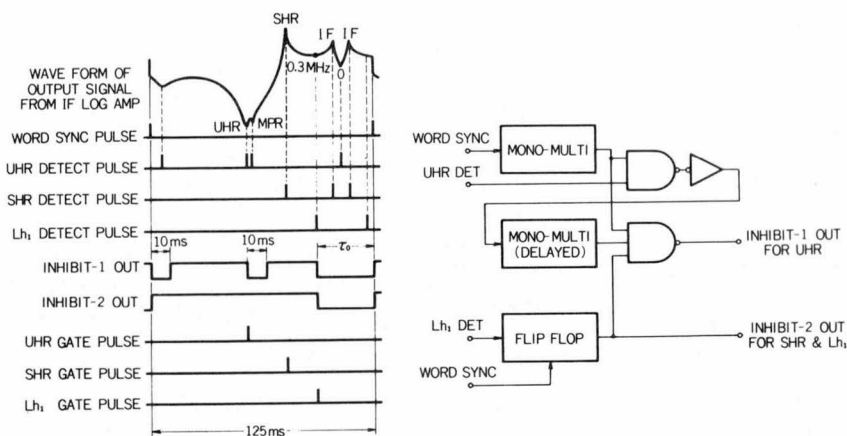 SHR
IF IF
0.3MHz 0
WAVE FORM OF
OUTPUT SIGNAL
FROM IF LOG AMP
UHR MPR
WORD SYNC PULSE
UHR DETECT PULSE
SHR DETECT PULSE
Lh₁ DETECT PULSE
10ms 10ms τ₀
INHIBIT-1 OUT
INHIBIT-2 OUT
UHR GATE PULSE
SHR GATE PULSE
Lh₁ GATE PULSE
125ms
WORD SYNC
MONO-MULTI
UHR DET
MONO-MULTI
(DELAYED)
INHIBIT-1 OUT
FOR UHR
Lh₁ DET
FLIP FLOP
INHIBIT-2 OUT
FOR SHR & Lh₁
WORD SYNC